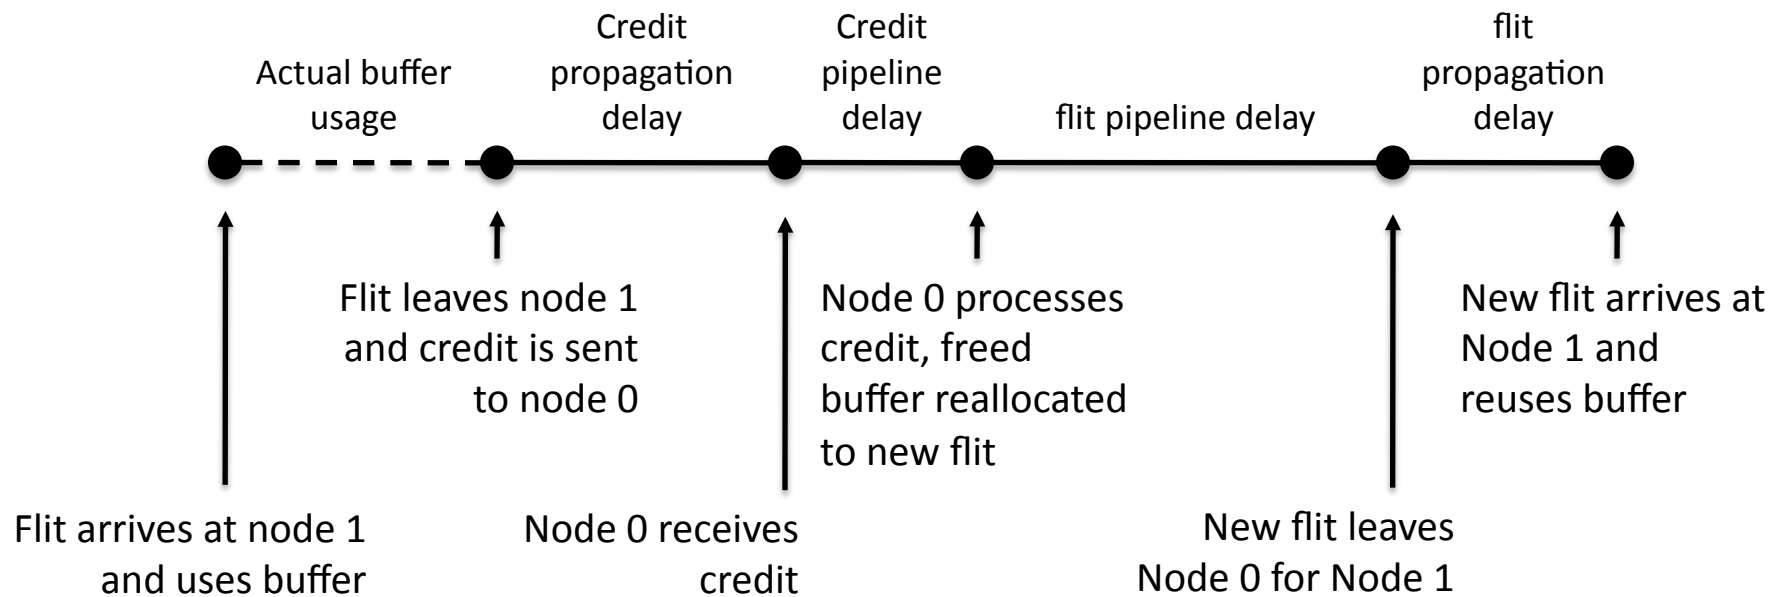 Actual buffer
usage
Credit
propagation
delay
Credit
pipeline
delay
flit pipeline delay
flit
propagation
delay
Flit arrives at node 1
and uses buffer
Flit leaves node 1
and credit is sent
to node 0
Node 0 receives
credit
Node 0 processes
credit, freed
buffer reallocated
to new flit
New flit leaves
Node 0 for Node 1
New flit arrives at
Node 1 and
reuses buffer